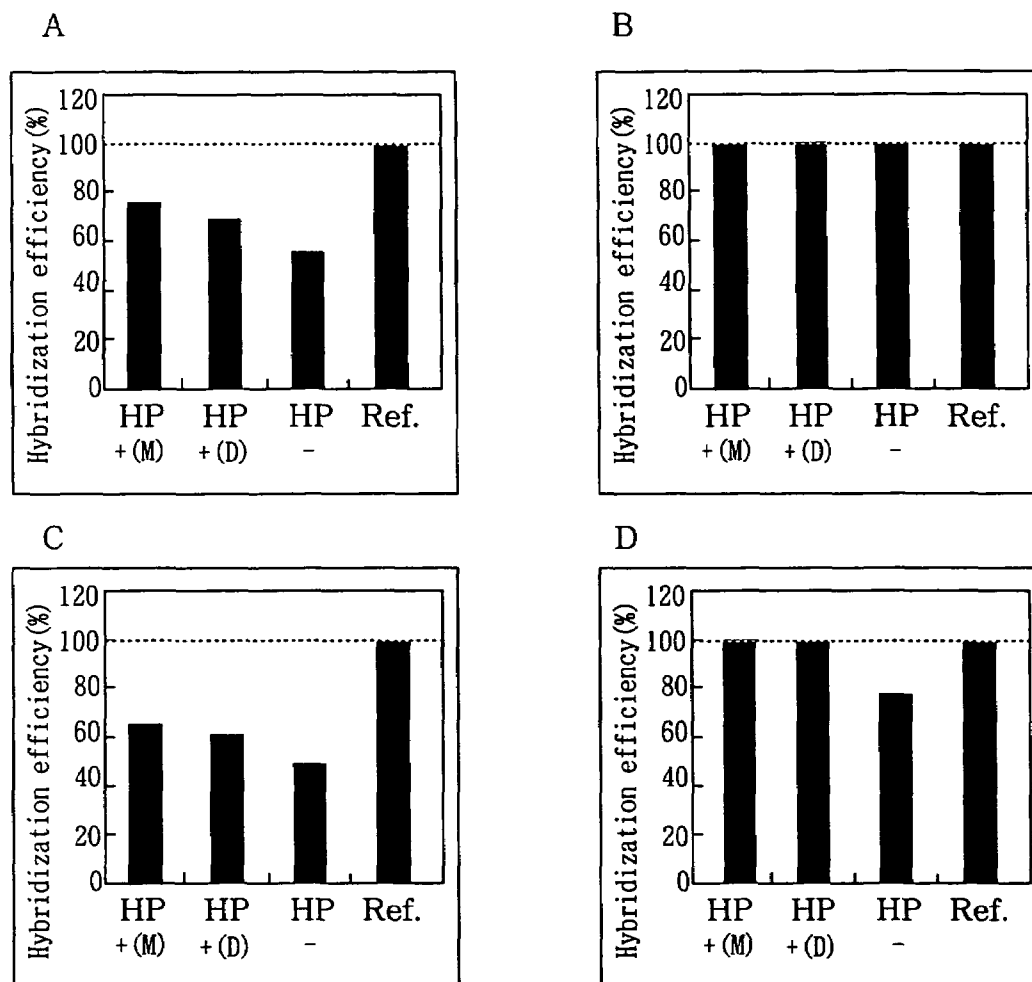 A
Hybridization efficiency(%)
120
100
80
60
40
20
0
HP HP HP Ref.
+(M) +(D) -
B
Hybridization efficiency(%)
120
100
80
60
40
20
0
HP HP HP Ref.
+(M) +(D) -
C
Hybridization efficiency(%)
120
100
80
60
40
20
0
HP HP HP Ref.
+(M) +(D) -
D
Hybridization efficiency(%)
120
100
80
60
40
20
0
HP HP HP Ref.
+(M) +(D) -